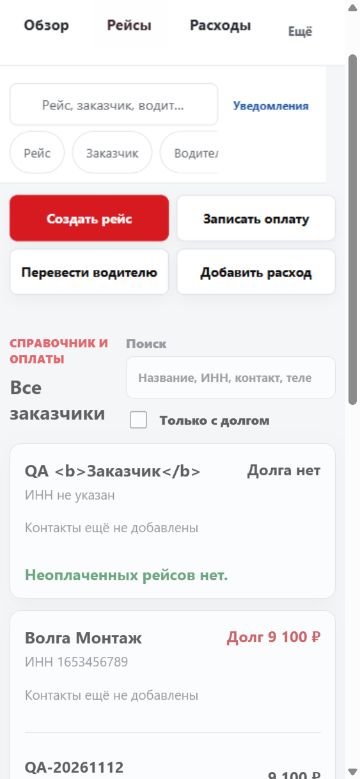 Обзор Рейсы Расходы Ещё
Рейс, заказчик, водит... Уведомления
Рейс Заказчик Водител
Создать рейс Записать оплату
Перевести водителю Добавить расход
СПРАВОЧНИК И ОПЛАТЫ
Все заказчики
Поиск
Название, ИНН, контакт, теле
Только с долгом
QA <b>Заказчик</b> Долга нет
ИНН не указан
Контакты ещё не добавлены
Неоплаченных рейсов нет.
Волга Монтаж Долг 9 100 ₽
ИНН 1653456789
Контакты ещё не добавлены
QA-20261112
9 100 ₽